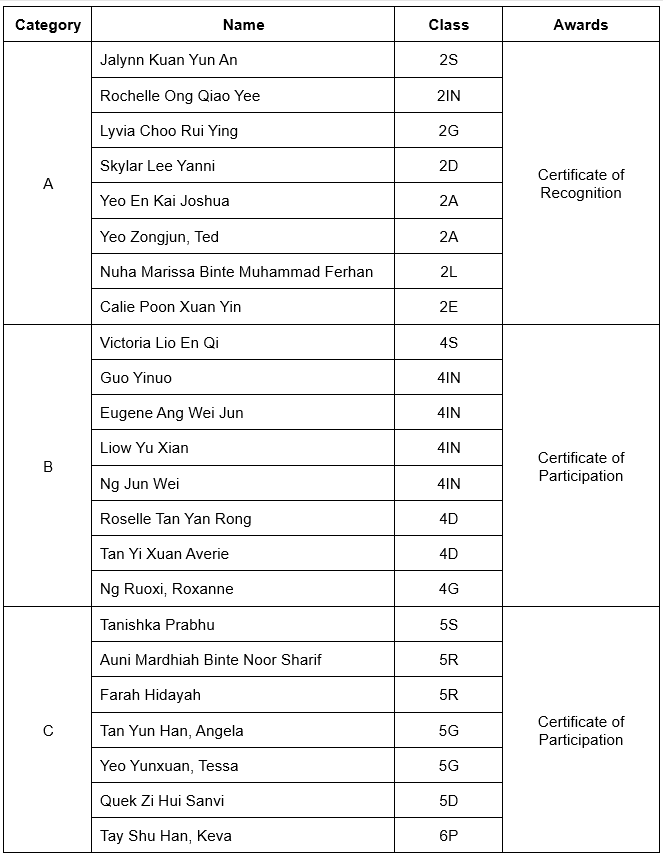 Category Name Class Awards
A
Jalynn Kuan Yun An 2S
Rochelle Ong Qiao Yee 2IN
Lyvia Choo Rui Ying 2G
Skylar Lee Yanni 2D
Yeo En Kai Joshua 2A
Yeo Zongjun, Ted 2A
Nuha Marissa Binte Muhammad Ferhan 2L
Calie Poon Xuan Yin 2E
Certificate of
Recognition
B
Victoria Lio En Qi 4S
Guo Yinuo 4IN
Eugene Ang Wei Jun 4IN
Liow Yu Xian 4IN
Ng Jun Wei 4IN
Roselle Tan Yan Rong 4D
Tan Yi Xuan Averie 4D
Ng Ruoxi, Roxanne 4G
Certificate of
Participation
C
Tanishka Prabhu 5S
Auni Mardhiah Binte Noor Sharif 5R
Farah Hidayah 5R
Tan Yun Han, Angela 5G
Yeo Yunxuan, Tessa 5G
Quek Zi Hui Sanvi 5D
Tay Shu Han, Keva 6P
Certificate of
Participation